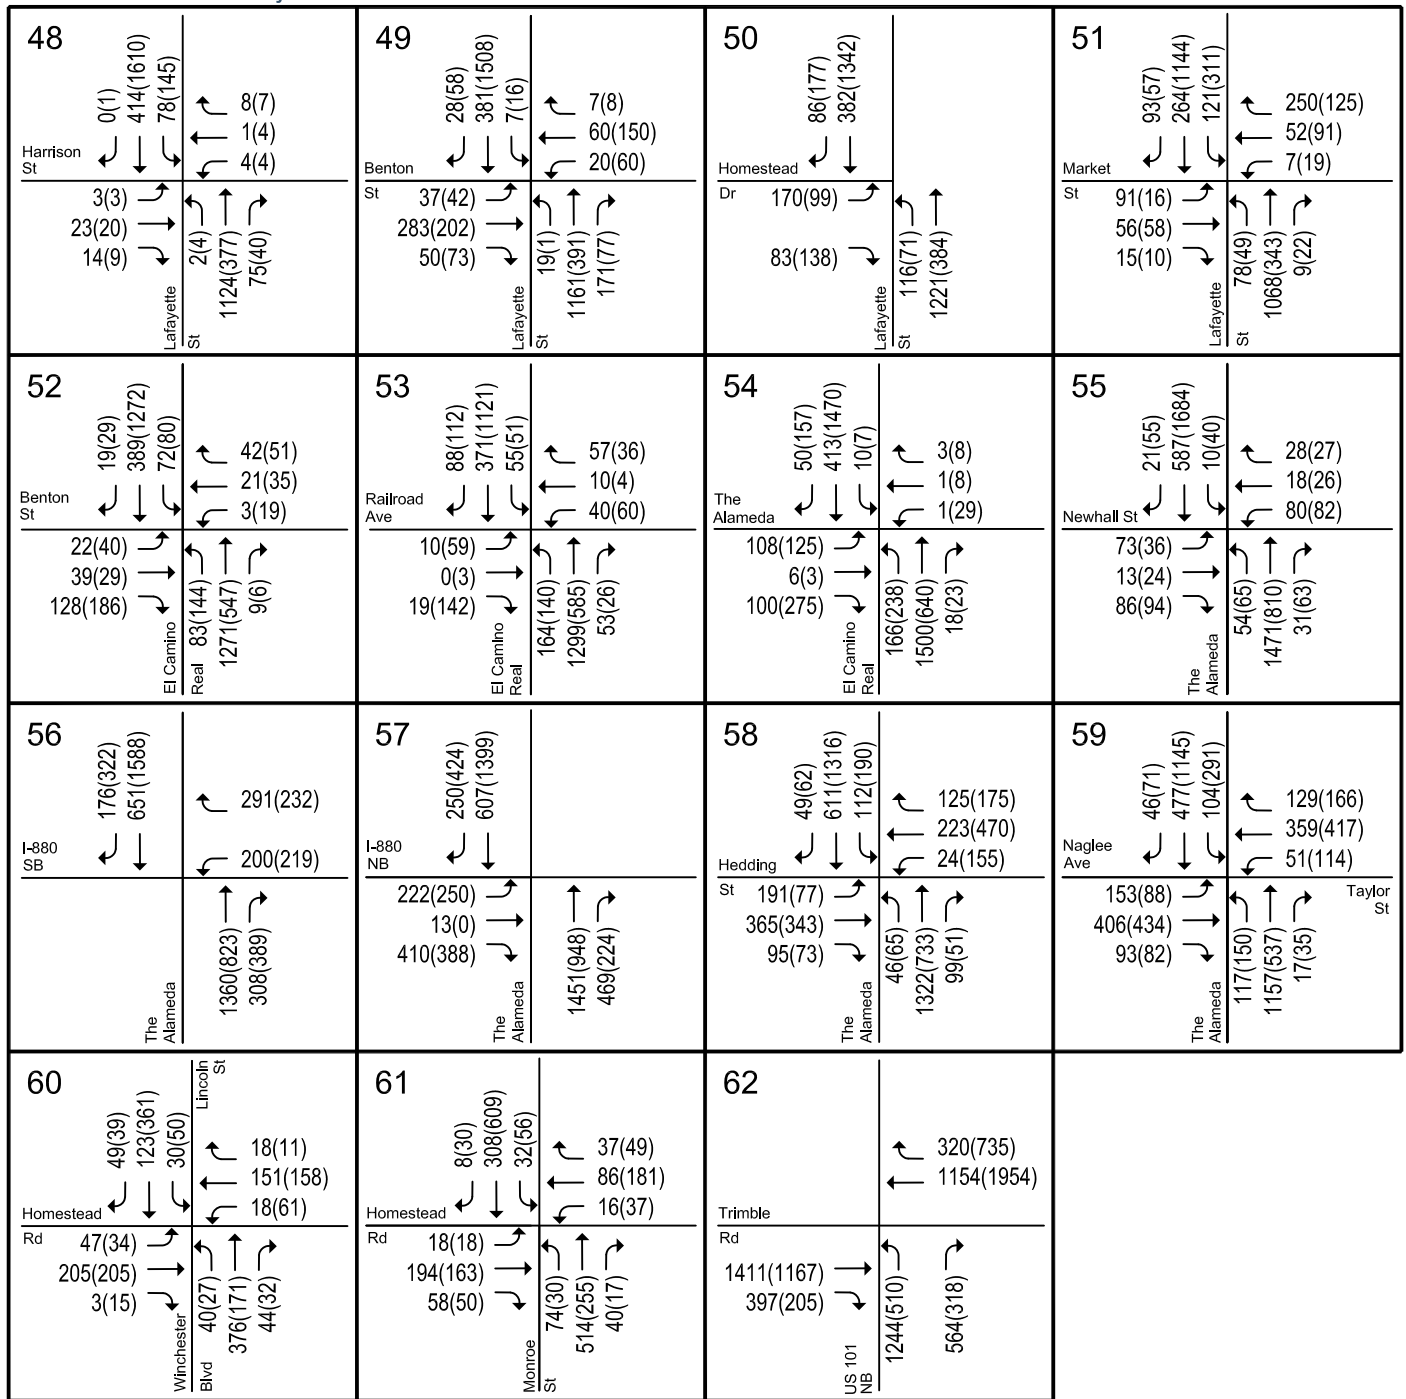 48
0(1)
414(1610)
78(145)
8(7)
1(4)
4(4)
Harrison
St
3(3)
23(20)
14(9)
2(4)
1124(377)
75(40)
Lafayette
St
49
28(58)
381(1508)
7(16)
7(8)
60(150)
20(60)
Benton
St
37(42)
283(202)
50(73)
19(1)
1161(391)
171(77)
Lafayette
St
50
86(177)
382(1342)
Homestead
Dr
170(99)
83(138)
116(71)
1221(384)
Lafayette
St
51
93(57)
264(1144)
121(311)
250(125)
52(91)
7(19)
Market
St
91(16)
56(58)
15(10)
78(49)
1068(343)
9(22)
Lafayette
St
52
19(29)
389(1272)
72(80)
42(51)
21(35)
3(19)
Benton
St
22(40)
39(29)
128(186)
83(144)
1271(547)
9(6)
El Camino
Real
53
88(112)
371(1121)
55(51)
57(36)
10(4)
40(60)
Railroad
Ave
10(59)
0(3)
19(142)
164(140)
1299(585)
53(26)
El Camino
Real
54
50(157)
413(1470)
10(7)
3(8)
1(8)
1(29)
The
Alameda
108(125)
6(3)
100(275)
166(238)
1500(640)
18(23)
El Camino
Real
55
21(55)
587(1684)
10(40)
28(27)
18(26)
80(82)
Newhall St
73(36)
13(24)
86(94)
54(65)
1471(810)
31(63)
The
Alameda
56
176(322)
651(1588)
291(232)
200(219)
I-880
SB
1360(823)
308(389)
The
Alameda
57
250(424)
607(1399)
I-880
NB
222(250)
13(0)
410(388)
1451(948)
469(224)
The
Alameda
58
49(62)
611(1316)
112(190)
125(175)
223(470)
24(155)
Hedding
St
191(77)
365(343)
95(73)
46(65)
1322(733)
99(51)
The
Alameda
59
46(71)
477(1145)
104(291)
129(166)
359(417)
51(114)
Naglee
Ave
Taylor
St
153(88)
406(434)
93(82)
117(150)
1157(537)
17(35)
The
Alameda
60
Lincoln
St
49(39)
123(361)
30(50)
18(11)
151(158)
18(61)
Homestead
Rd
47(34)
205(205)
3(15)
40(27)
376(171)
44(32)
Winchester
Blvd
61
8(30)
308(609)
32(56)
37(49)
86(181)
16(37)
Homestead
Rd
18(18)
194(163)
58(50)
74(30)
514(255)
40(17)
Monroe
St
62
320(735)
1154(1954)
Trimble
Rd
1411(1167)
397(205)
1244(510)
564(318)
US 101
NB